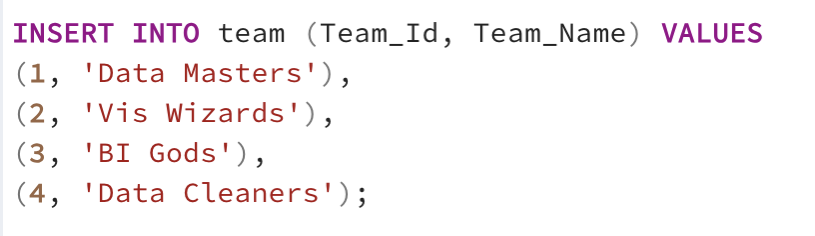 INSERT INTO team (Team_Id, Team_Name) VALUES
(1, 'Data Masters'),
(2, 'Vis Wizards'),
(3, 'BI Gods'),
(4, 'Data Cleaners');